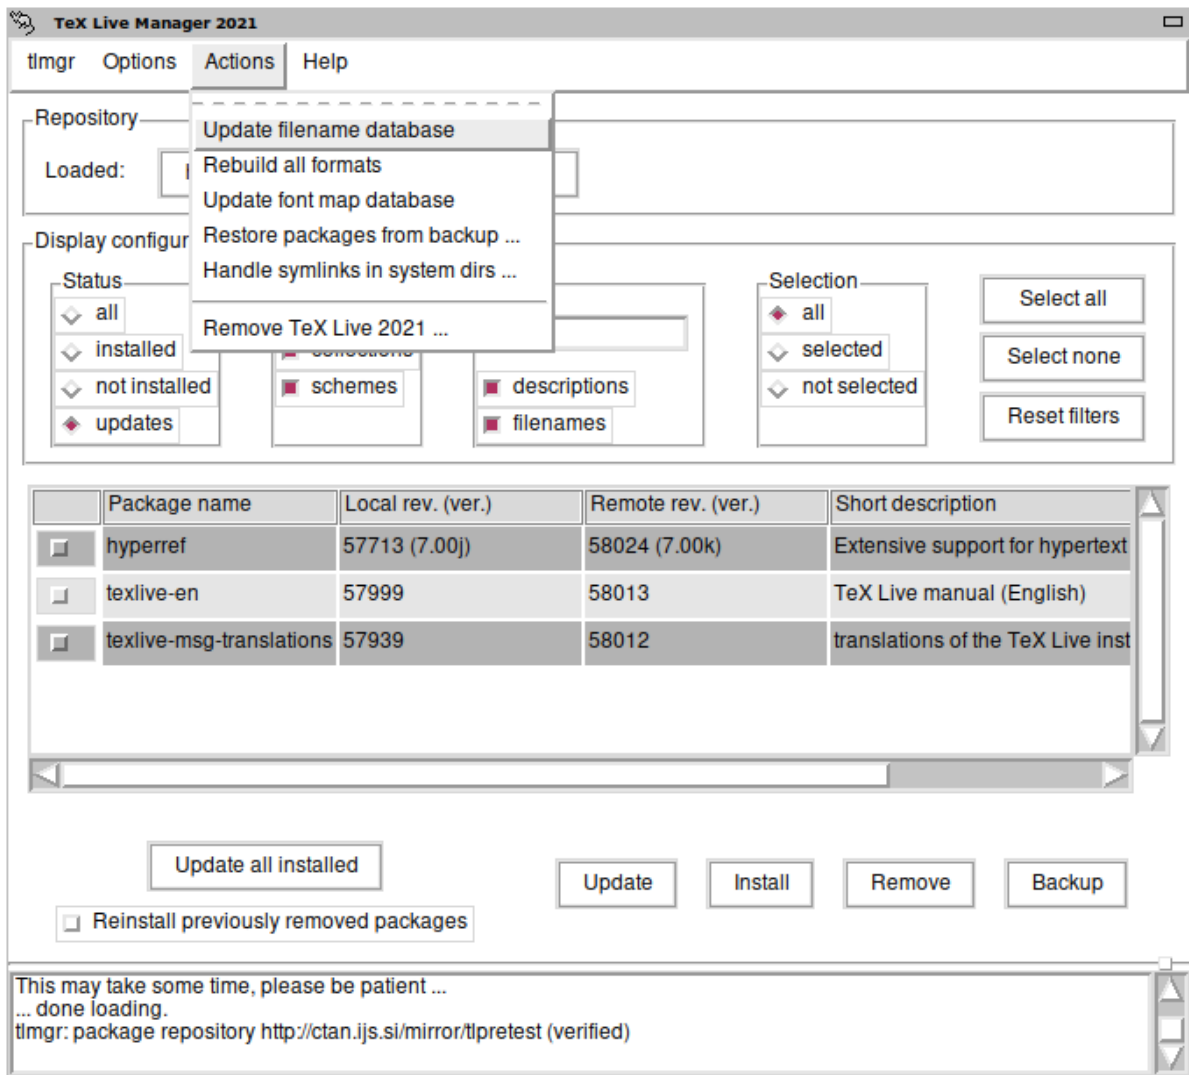 TeX Live Manager 2021
tlmgr Options Actions Help
Repository
Loaded:
Update filename database
Rebuild all formats
Update font map database
Restore packages from backup ...
Handle symlinks in system dirs ...
Remove TeX Live 2021 ...
Display configur
Status
all
installed
not installed
updates
collections
schemes
descriptions
filenames
Selection
all
selected
not selected
Select all
Select none
Reset filters
Package name Local rev. (ver.) Remote rev. (ver.) Short description
hyperref 57713 (7.00j) 58024 (7.00k) Extensive support for hypertext
texlive-en 57999 58013 TeX Live manual (English)
texlive-msg-translations 57939 58012 translations of the TeX Live inst
Update all installed
Reinstall previously removed packages
Update Install Remove Backup
This may take some time, please be patient ...
... done loading.
tlmgr: package repository http://ctan.ijs.si/mirror/tlpretest (verified)